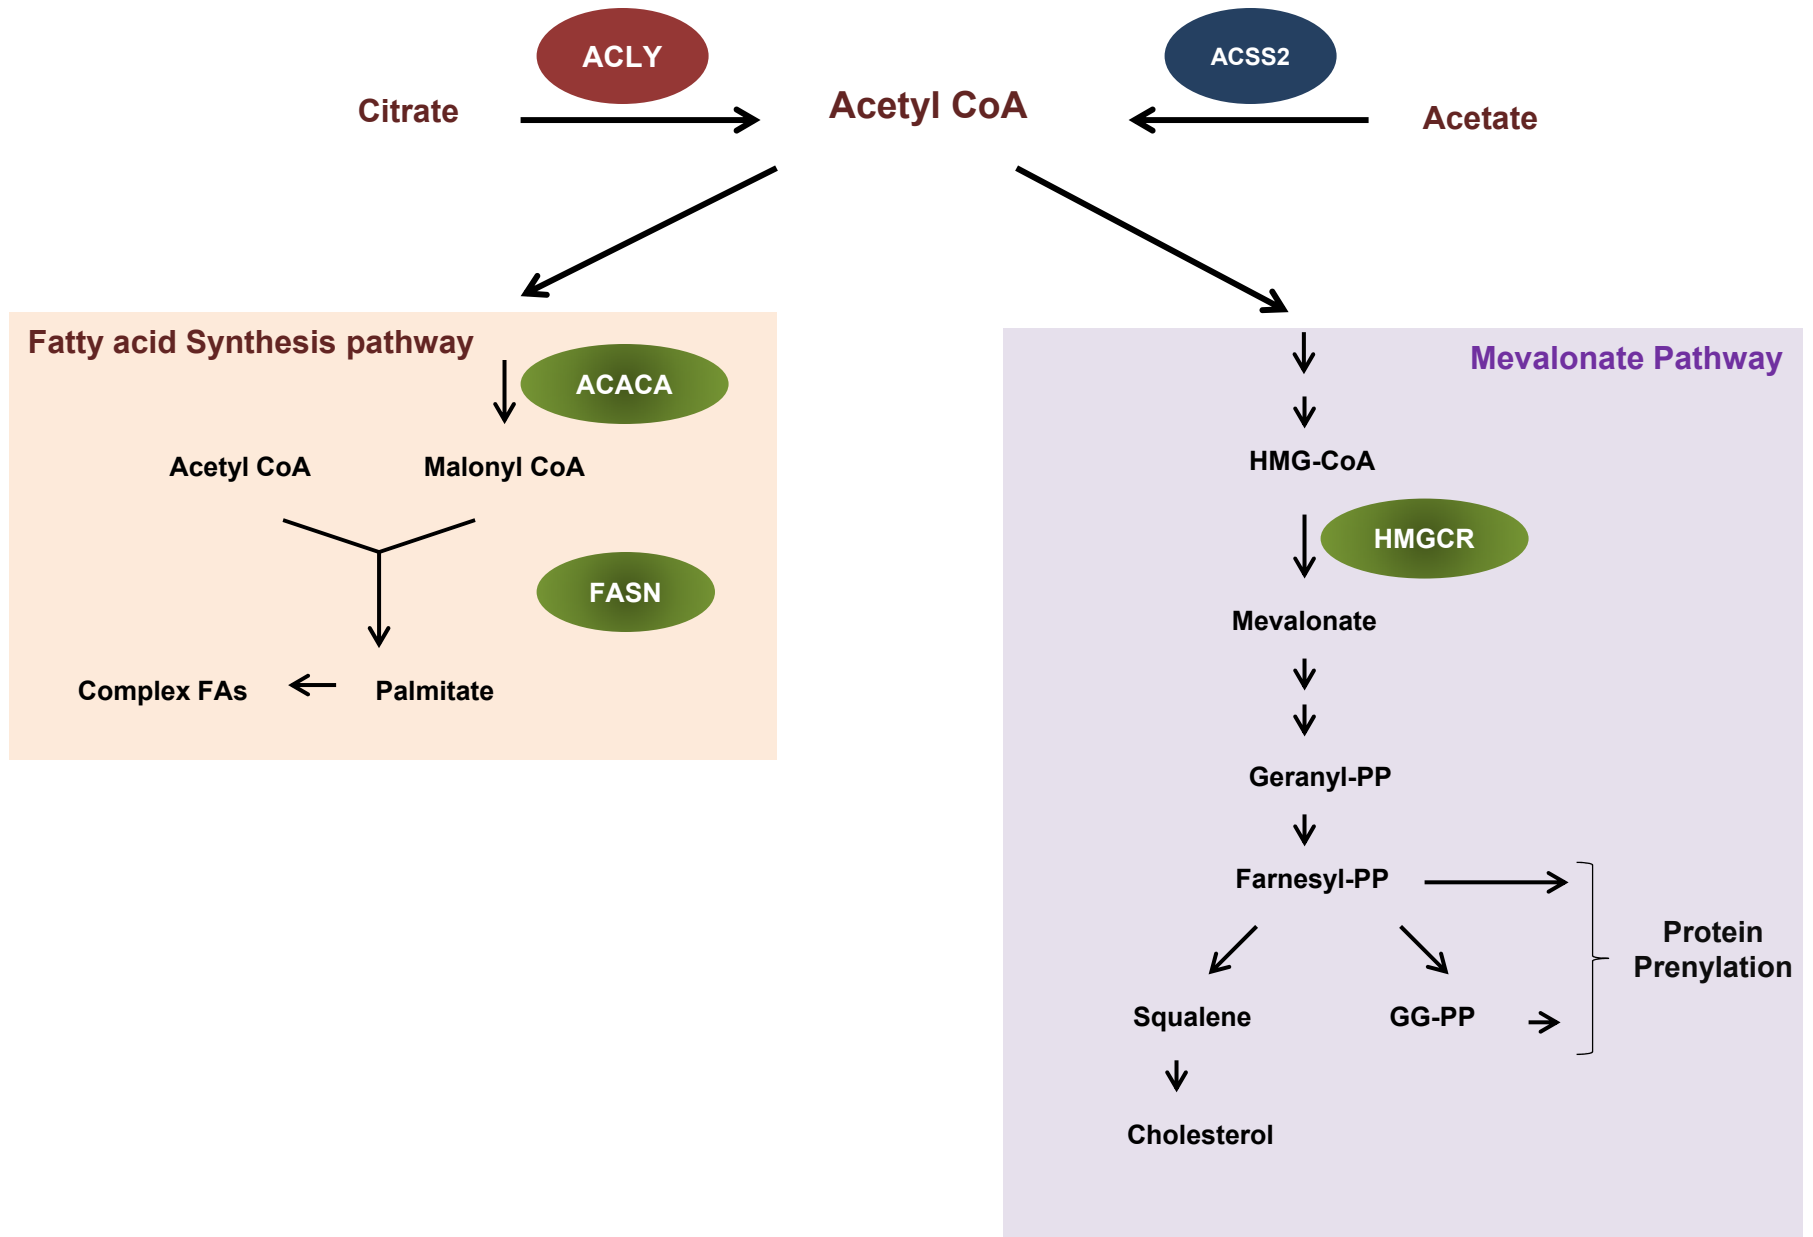 ACLY
ACSS2
Citrate
Acetyl CoA
Acetate
Fatty acid Synthesis pathway
ACACA
Acetyl CoA
Malonyl CoA
FASN
Complex FAs
Palmitate
Mevalonate Pathway
HMG-CoA
HMGCR
Mevalonate
Geranyl-PP
Farnesyl-PP
Protein
Prenylation
Squalene
GG-PP
Cholesterol